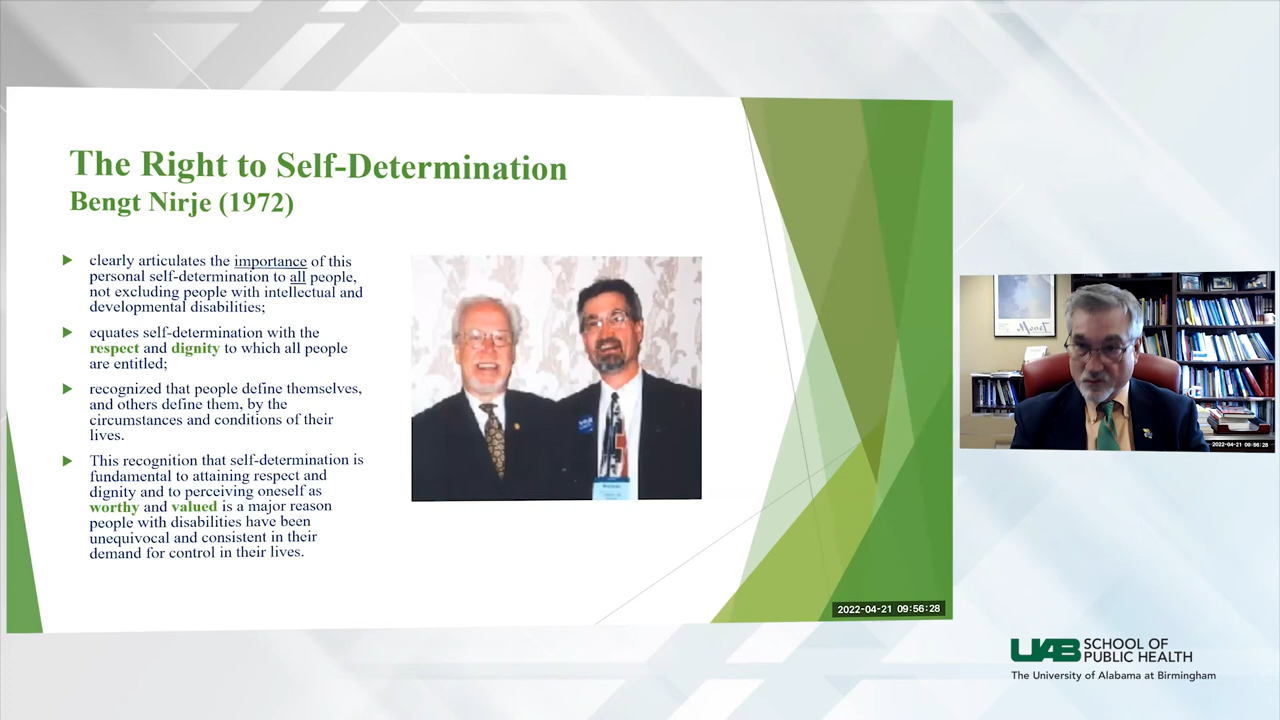 The Right to Self-Determination
Bengt Nirje (1972)
clearly articulates the importance of this
personal self-determination to all people,
not excluding people with intellectual and
developmental disabilities;
equates self-determination with the
respect and dignity to which all people
are entitled;
recognized that people define themselves,
and others define them, by the
circumstances and conditions of their
lives.
This recognition that self-determination is
fundamental to attaining respect and
dignity and to perceiving oneself as
worthy and valued is a major reason
people with disabilities have been
unequivocal and consistent in their
demand for control in their lives.
2022-04-21 09:56:28
2022-04-21 09:56:28
UAB SCHOOL OF
PUBLIC HEALTH
The University of Alabama at Birmingham